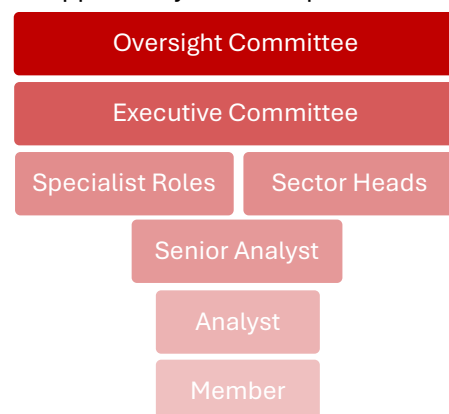 Oversight Committee
Executive Committee
Specialist Roles
Sector Heads
Senior Analyst
Analyst
Member